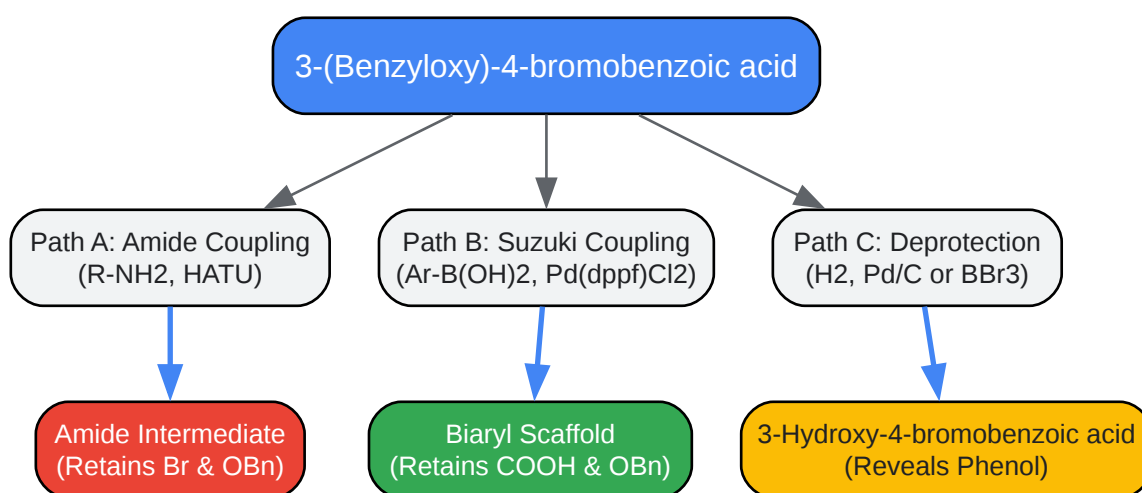 3-(Benzyloxy)-4-bromobenzoic acid
Path A: Amide Coupling
(R-NH2, HATU)
Path B: Suzuki Coupling
(Ar-B(OH)2, Pd(dppf)Cl2)
Path C: Deprotection
(H2, Pd/C or BBr3)
Amide Intermediate
(Retains Br & OBn)
Biaryl Scaffold
(Retains COOH & OBn)
3-Hydroxy-4-bromobenzoic acid
(Reveals Phenol)